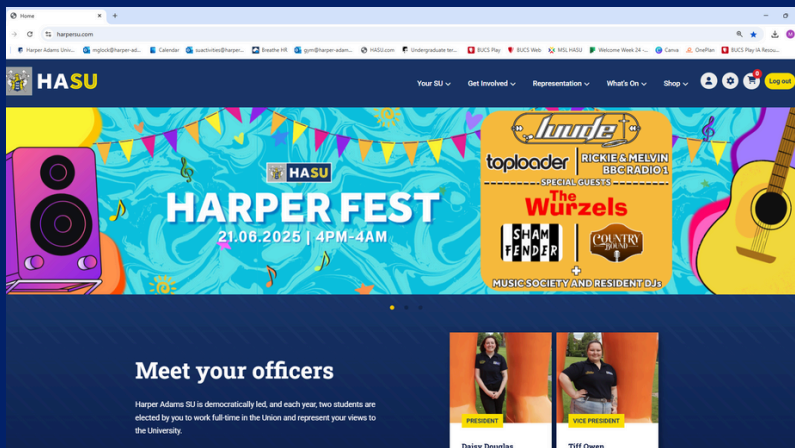 Home
harpersu.com
Harper Adams Univ...
mglock@harper-ad...
Calendar
suactivities@harper...
Breathe HR
gym@harper-adam...
HASU.com
Undergraduate ter...
BUCS Play
BUCS Web
MSL HASU
Welcome Week 24 -...
Canva
OnePlan
BUCS Play IA Resou...
HASU
Your SU
Get Involved
Representation
What's On
Shop
0
Log out
HASU
HARPER FEST
21.06.2025 | 4PM-4AM
luude
toploader
RICKIE & MELVIN
BBC RADIO 1
SPECIAL GUESTS
The
Wurzels
SHAM
FENDER
COUNTRY
BOUND
+
MUSIC SOCIETY AND RESIDENT DJs
Meet your officers
Harper Adams SU is democratically led, and each year, two students are
elected by you to work full-time in the Union and represent your views to
the University.
PRESIDENT
Daisy Douglas
VICE PRESIDENT
Tiff Owen